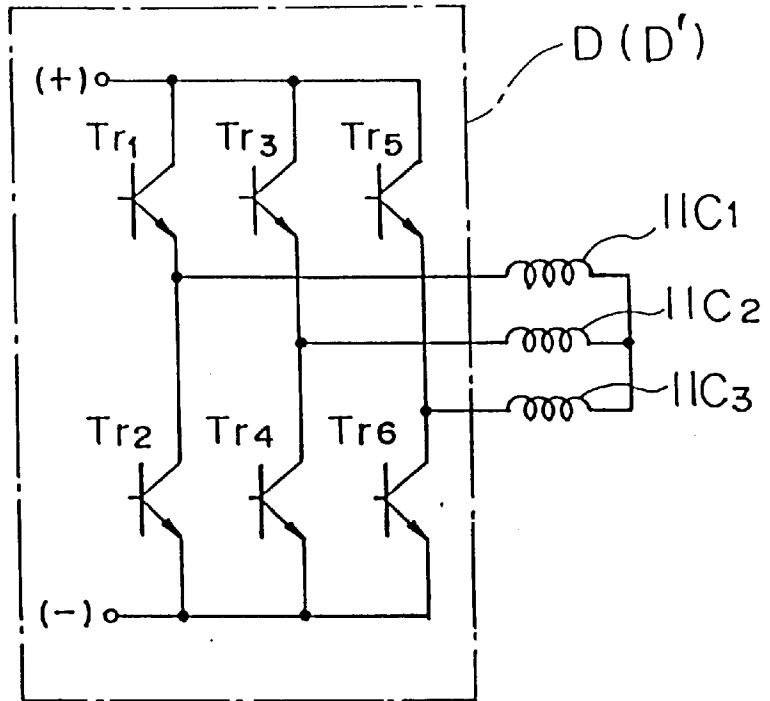 D (D')
(+)
Tr1 Tr3 Tr5
11C1
11C2
11C3
Tr2 Tr4 Tr6
(-)